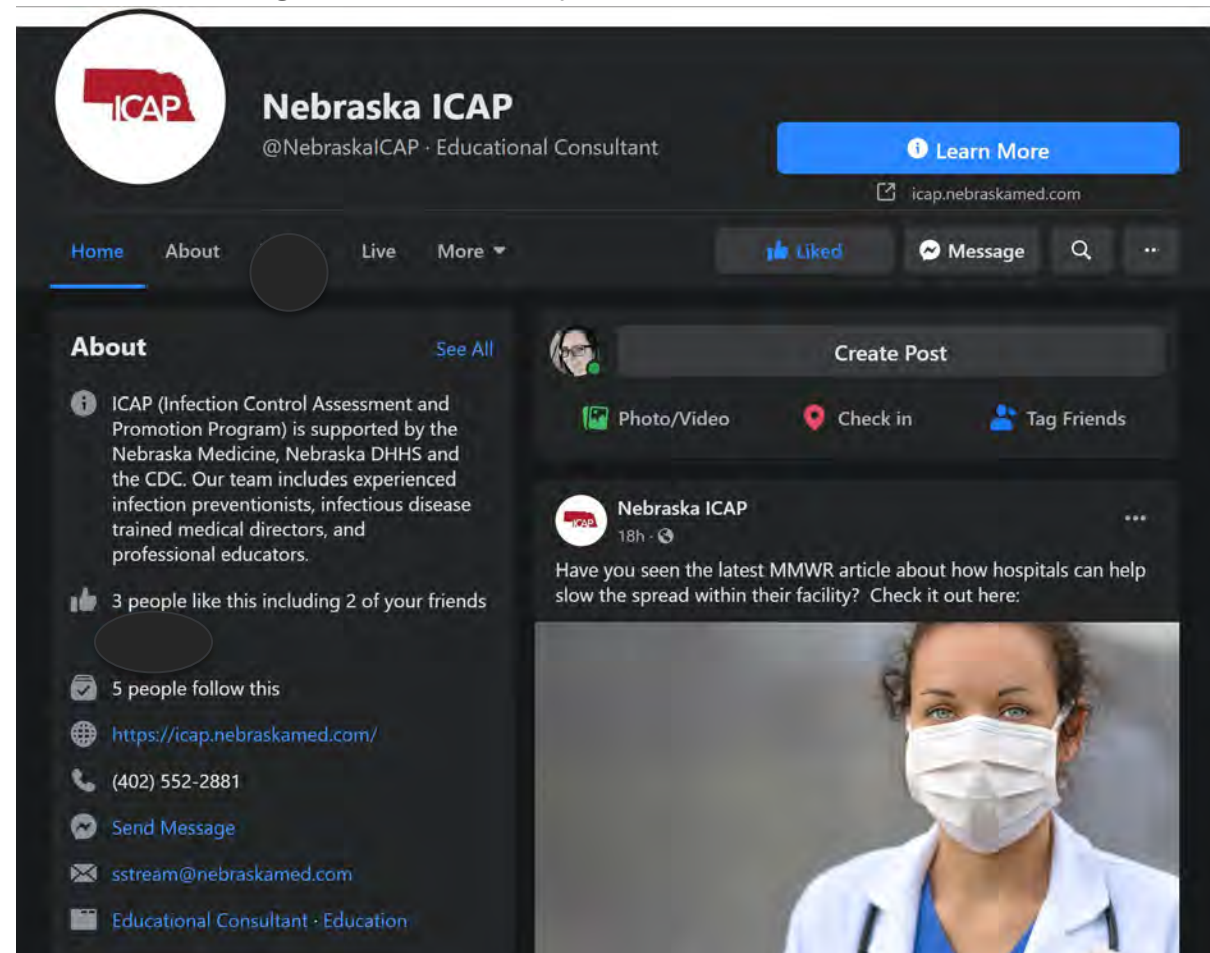 ICAP
Nebraska ICAP
@NebraskaICAP · Educational Consultant
Learn More
icap.nebraskamed.com
Home About Live More
Liked Message
About See All
ICAP (Infection Control Assessment and
Promotion Program) is supported by the
Nebraska Medicine, Nebraska DHHS and
the CDC. Our team includes experienced
infection preventionists, infectious disease
trained medical directors, and
professional educators.
3 people like this including 2 of your friends
5 people follow this
https://icap.nebraskamed.com/
(402) 552-2881
Send Message
sstream@nebraskamed.com
Educational Consultant · Education
Create Post
Photo/Video Check in Tag Friends
ICAP
Nebraska ICAP
18h ·
Have you seen the latest MMWR article about how hospitals can help
slow the spread within their facility? Check it out here: